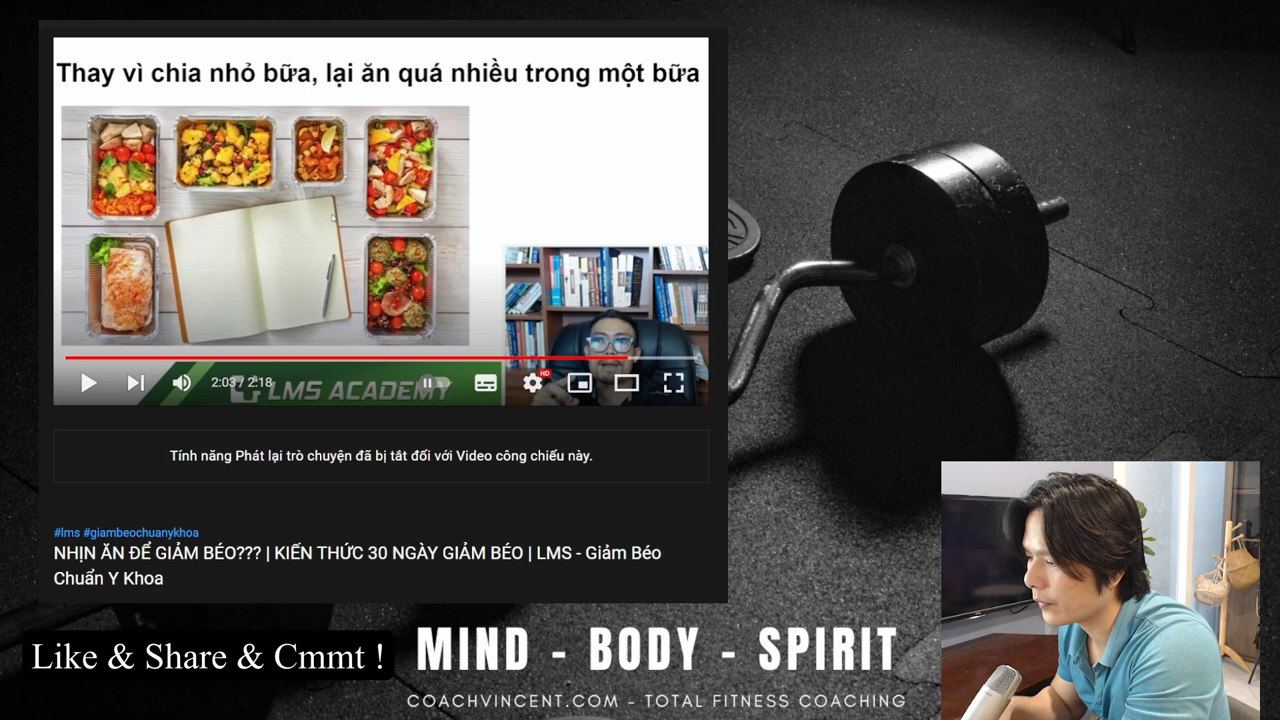 Thay vì chia nhỏ bữa, lại ăn quá nhiều trong một bữa
LMS ACADEMY
HD
2:03 / 2:18
Tính năng Phát lại trò chuyện đã bị tắt đối với Video công chiếu này.
#lms #giambeochuanykhoa
NHỊN ĂN ĐỂ GIẢM BÉO??? | KIẾN THỨC 30 NGÀY GIẢM BÉO | LMS - Giảm Béo
Chuẩn Y Khoa
Like & Share & Cmmt !
MIND - BODY - SPIRIT
COACHVINCENT.COM - TOTAL FITNESS COACHING